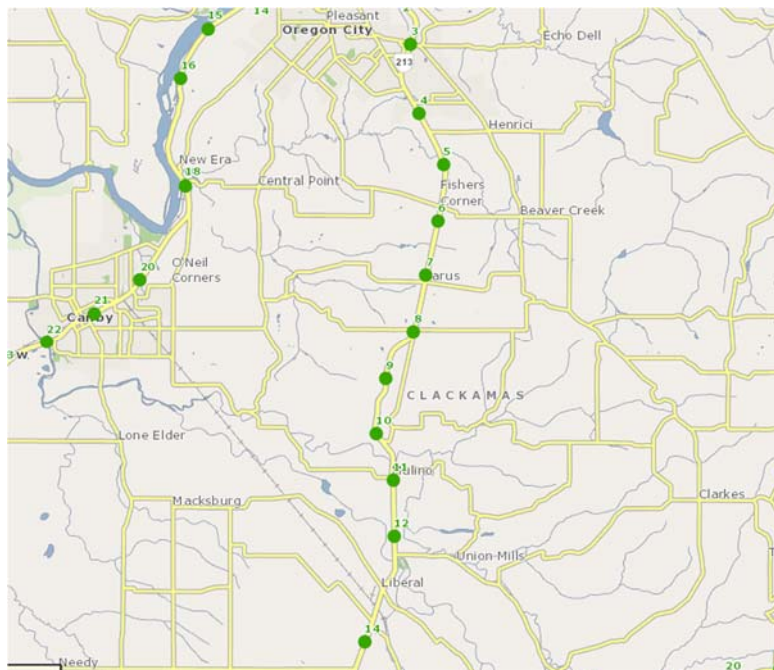 15
14
Pleasant
Oregon City
3
Echo Dell
213
16
4
Henrici
5
New Era
18
Central Point
Fishers
Corner
6
Beaver Creek
20
O'Neil
Corners
7
21
8
22
W
9
CLACKAMAS
10
Lone Elder
11
Macksburg
Clarkes
12
Union Mills
Liberal
14
Needy
20